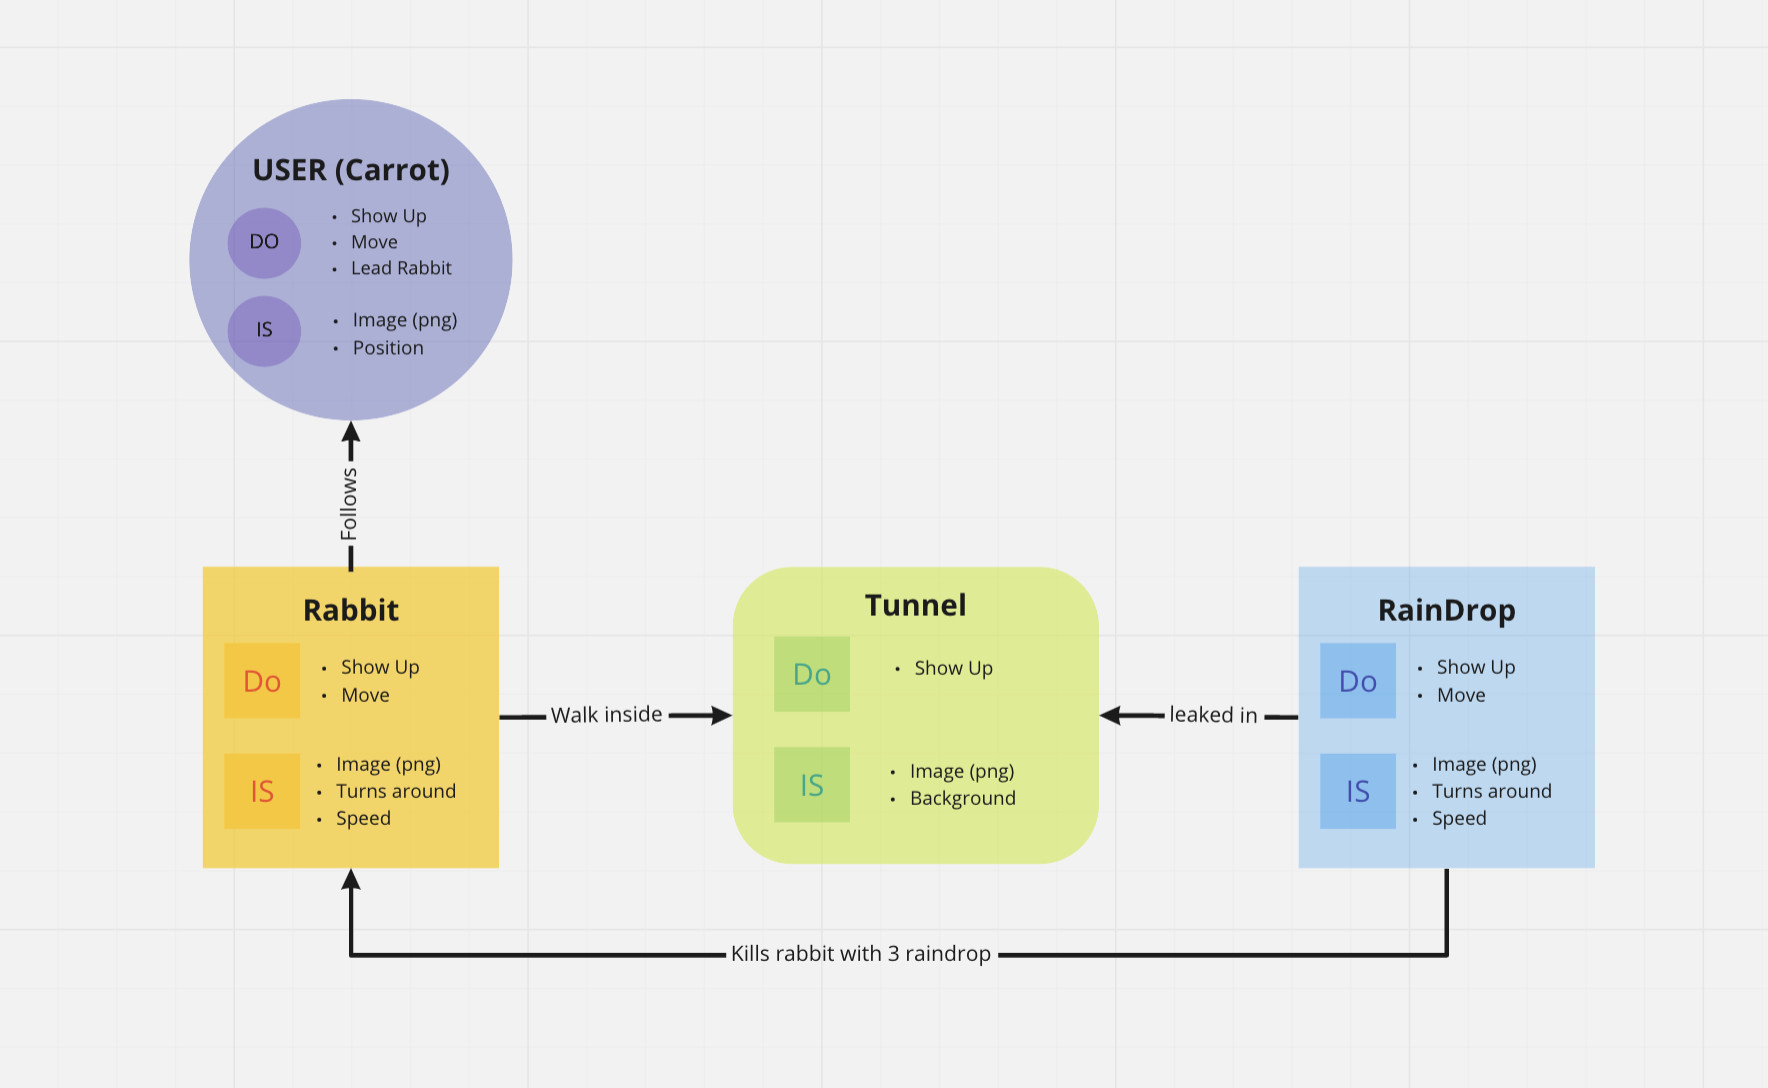 USER (Carrot)
DO
Show Up
Move
Lead Rabbit
IS
Image (png)
Position
Follows
Rabbit
Do
Show Up
Move
IS
Image (png)
Turns around
Speed
Walk inside
Tunnel
Do
Show Up
IS
Image (png)
Background
leaked in
RainDrop
Do
Show Up
Move
IS
Image (png)
Turns around
Speed
Kills rabbit with 3 raindrop